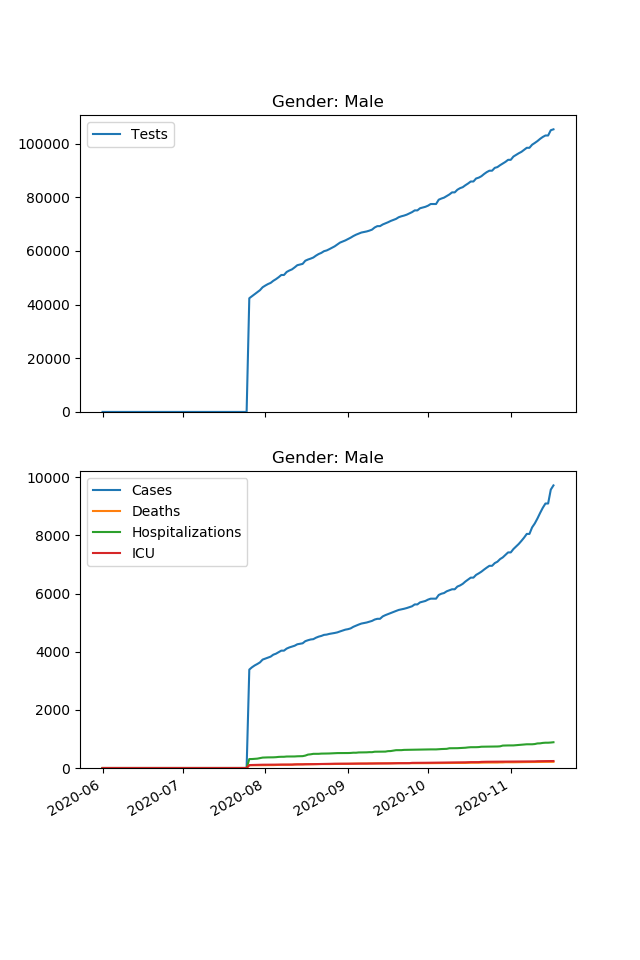 Gender: Male
Tests
100000
80000
60000
40000
20000
0
Gender: Male
Cases
Deaths
Hospitalizations
ICU
10000
8000
6000
4000
2000
0
2020-06 2020-07 2020-08 2020-09 2020-10 2020-11